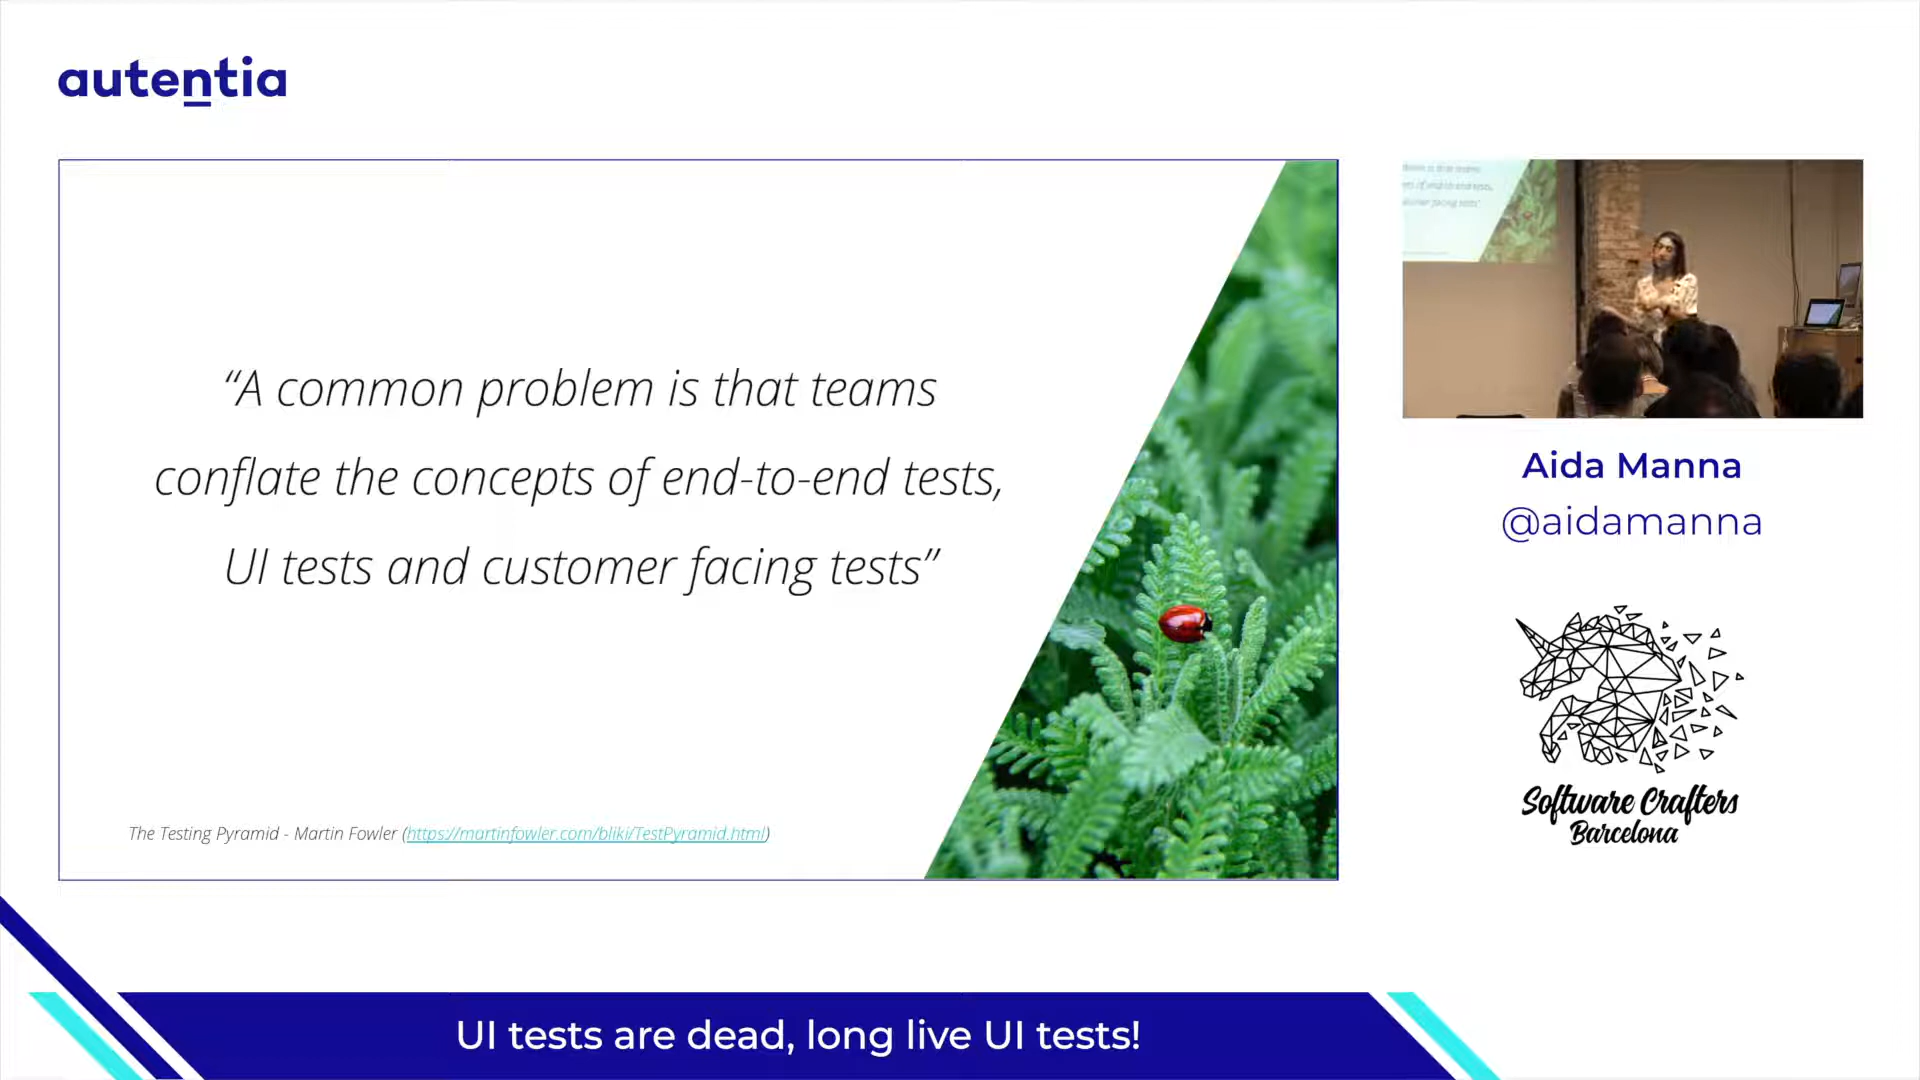 autentia
“A common problem is that teams
conflate the concepts of end-to-end tests,
UI tests and customer facing tests”
The Testing Pyramid - Martin Fowler (https://martinfowler.com/bliki/TestPyramid.html)
Aida Manna
@aidamanna
Software Crafters
Barcelona
UI tests are dead, long live UI tests!